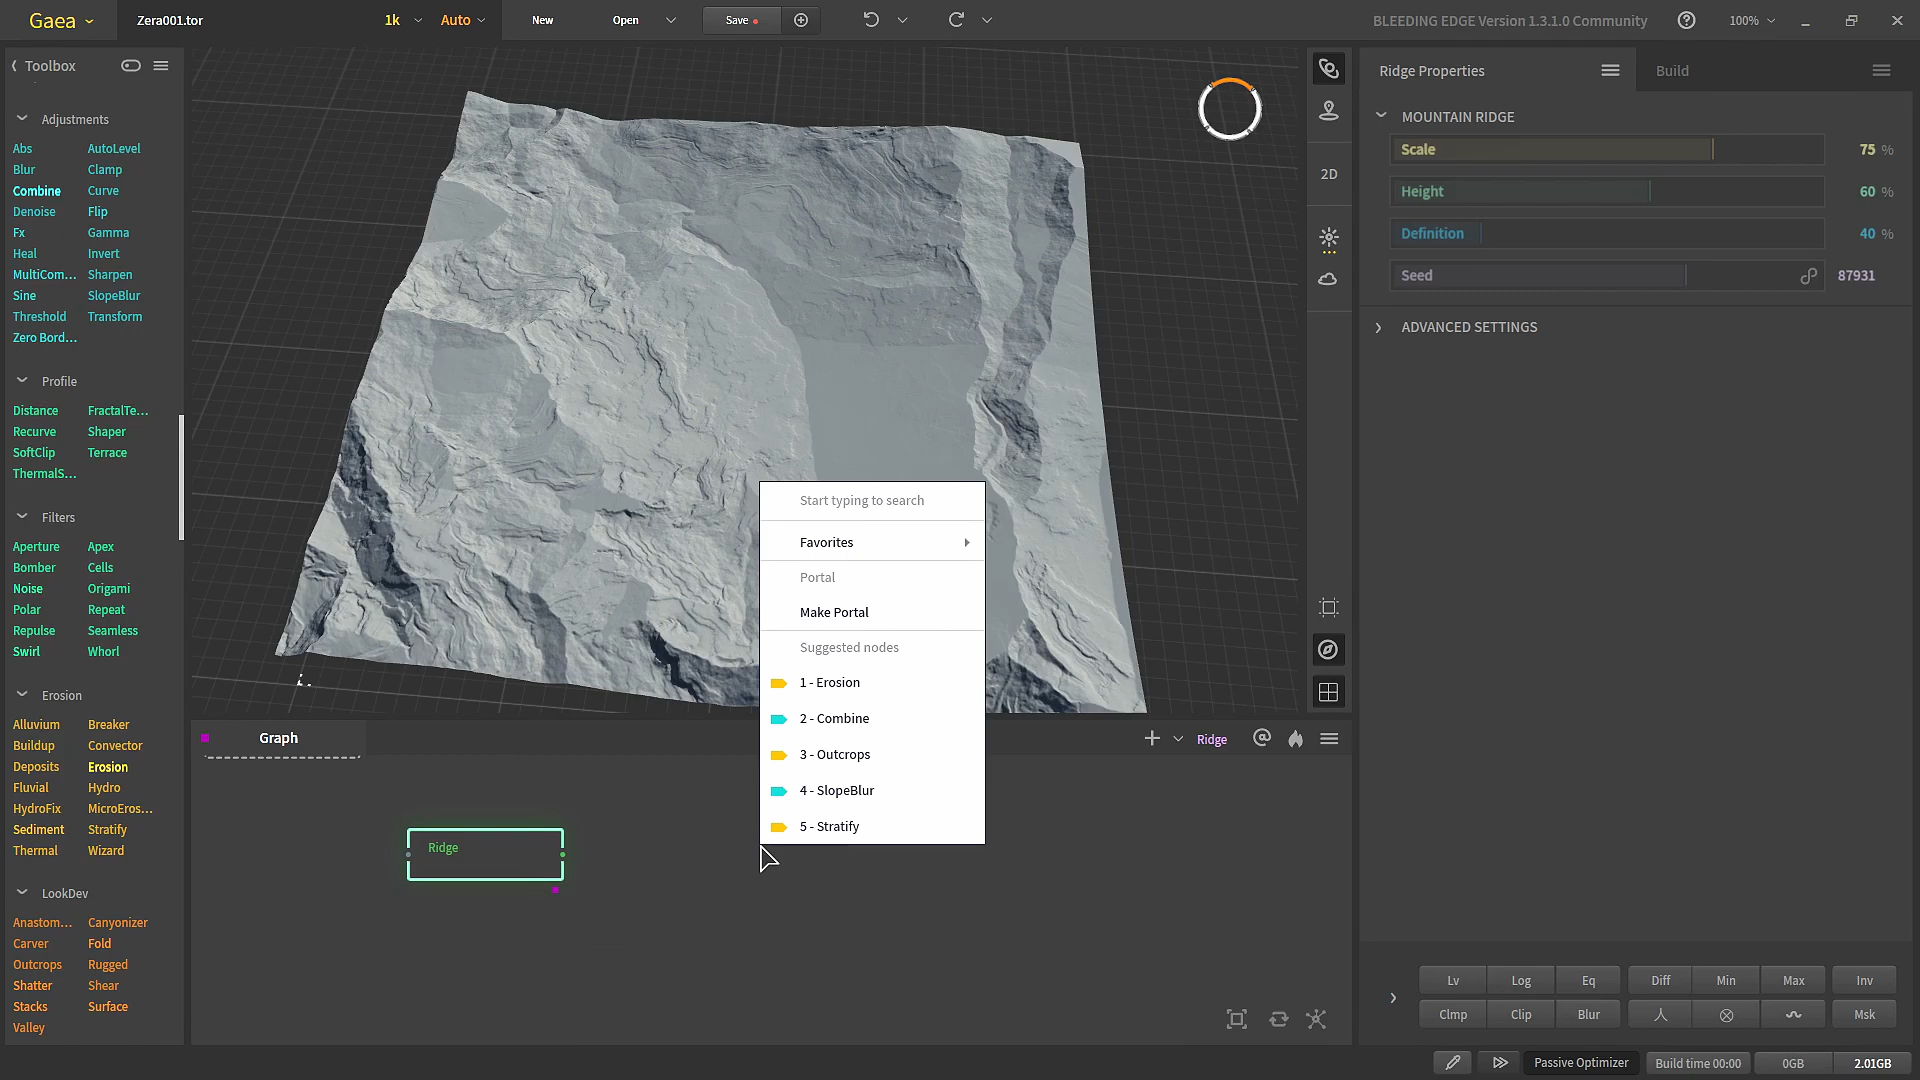 Gaea
Zera001.tor
1k
Auto
New
Open
Save
BLEEDING EDGE Version 1.3.1.0 Community
100%
Toolbox
Adjustments
Abs AutoLevel
Blur Clamp
Combine Curve
Denoise Flip
Fx Gamma
Heal Invert
MultiCom... Sharpen
Sine SlopeBlur
Threshold Transform
Zero Bord...
Profile
Distance FractalTe...
Recurve Shaper
SoftClip Terrace
ThermalS...
Filters
Aperture Apex
Bomber Cells
Noise Origami
Polar Repeat
Repulse Seamless
Swirl Whorl
Erosion
Alluvium Breaker
Buildup Convector
Deposits Erosion
Fluvial Hydro
HydroFix MicroEros...
Sediment Stratify
Thermal Wizard
LookDev
Anastom... Canyonizer
Carver Fold
Outcrops Rugged
Shatter Shear
Stacks Surface
Valley
2D
Start typing to search
Favorites
Portal
Make Portal
Suggested nodes
1 - Erosion
2 - Combine
3 - Outcrops
4 - SlopeBlur
5 - Stratify
Graph
Ridge
Ridge
Ridge Properties
Build
MOUNTAIN RIDGE
Scale 75 %
Height 60 %
Definition 40 %
Seed 87931
ADVANCED SETTINGS
Lv Log Eq Diff Min Max Inv
Clmp Clip Blur 人 Msk
Passive Optimizer Build time 00:00 0GB 2.01GB